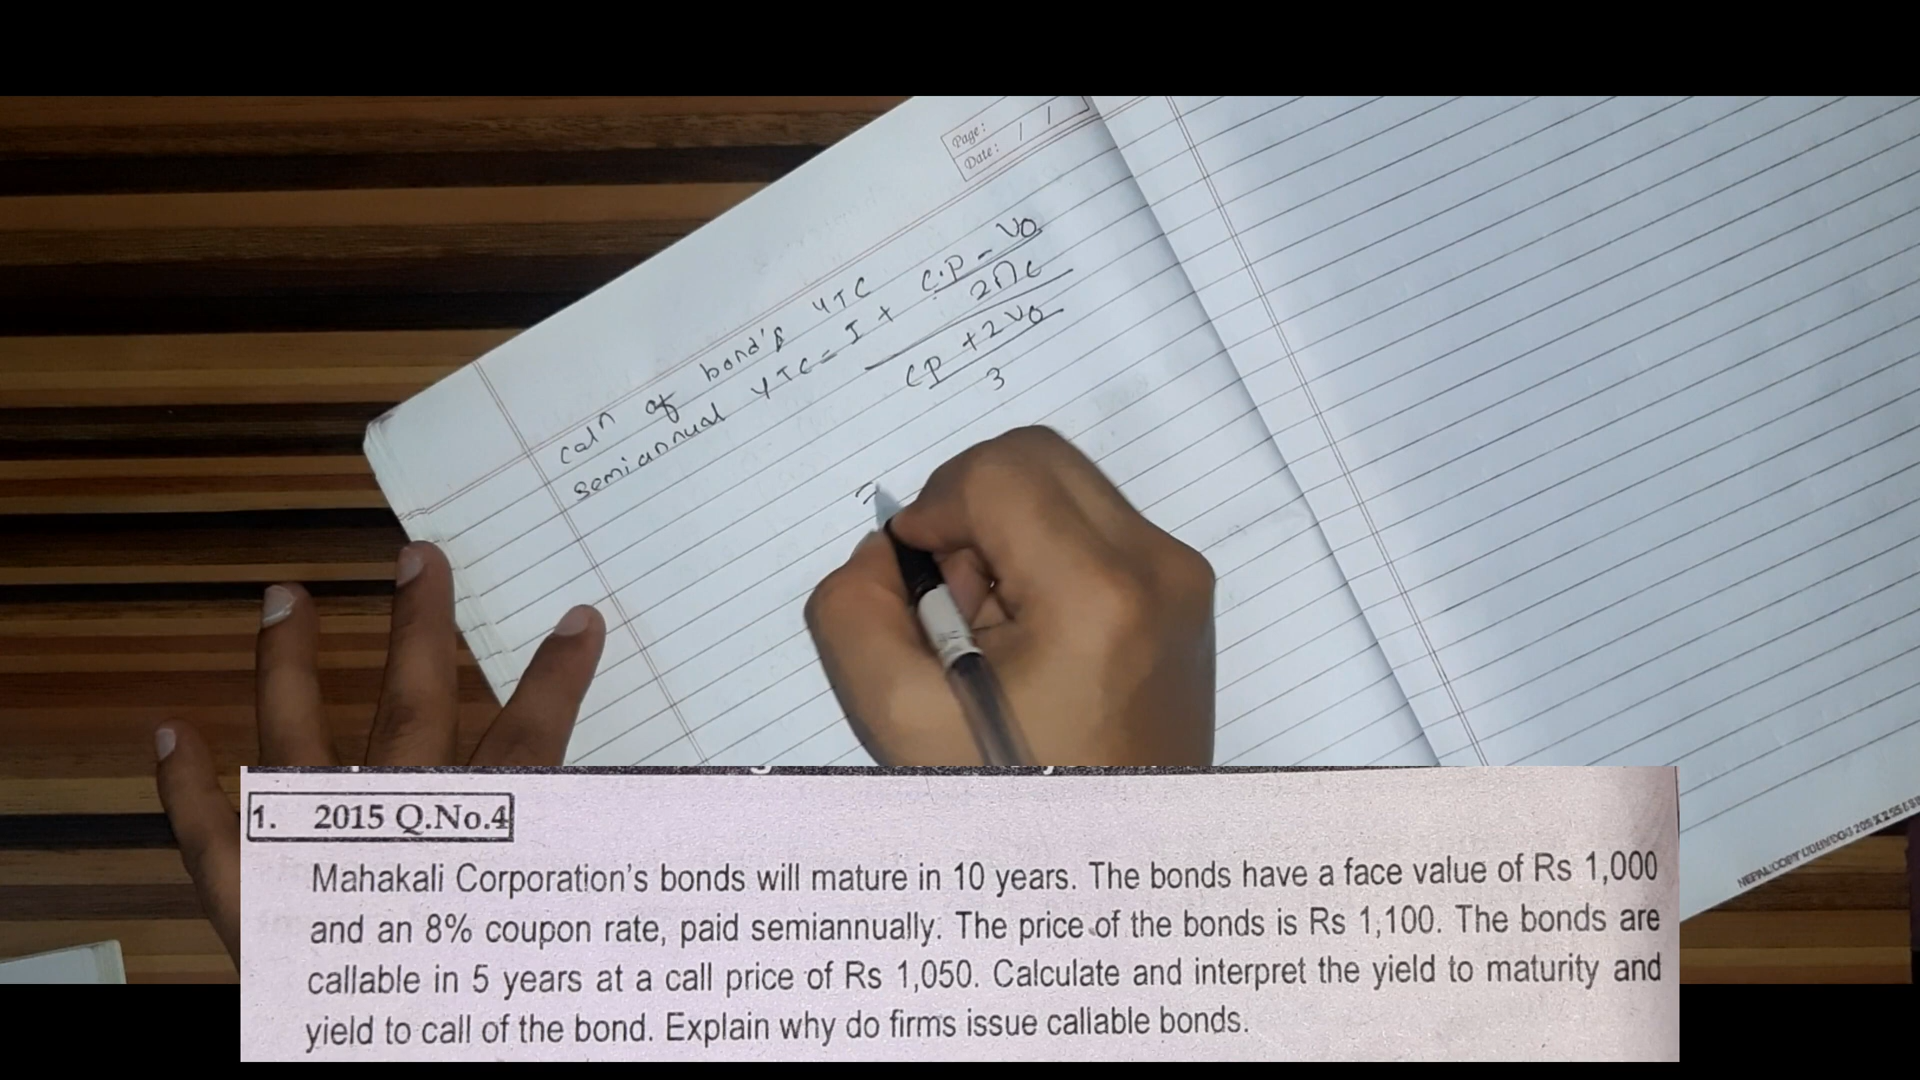 Page: / /
Date:
calⁿ of bond's YTC
semiannual YTC = I + C.P - V0
2nc
CP + 2V0
3
=
1. 2015 Q.No.4
Mahakali Corporation's bonds will mature in 10 years. The bonds have a face value of Rs 1,000
and an 8% coupon rate, paid semiannually. The price of the bonds is Rs 1,100. The bonds are
callable in 5 years at a call price of Rs 1,050. Calculate and interpret the yield to maturity and
yield to call of the bond. Explain why do firms issue callable bonds.